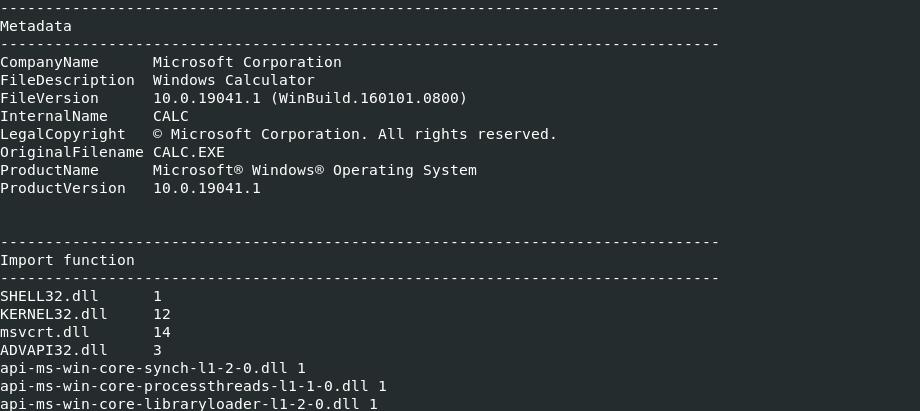 --------------------------------------------------------------------------------
Metadata
--------------------------------------------------------------------------------
CompanyName      Microsoft Corporation
FileDescription  Windows Calculator
FileVersion      10.0.19041.1 (WinBuild.160101.0800)
InternalName     CALC
LegalCopyright   © Microsoft Corporation. All rights reserved.
OriginalFilename CALC.EXE
ProductName      Microsoft® Windows® Operating System
ProductVersion   10.0.19041.1
--------------------------------------------------------------------------------
Import function
--------------------------------------------------------------------------------
SHELL32.dll      1
KERNEL32.dll     12
msvcrt.dll       14
ADVAPI32.dll     3
api-ms-win-core-synch-l1-2-0.dll 1
api-ms-win-core-processthreads-l1-1-0.dll 1
api-ms-win-core-libraryloader-l1-2-0.dll 1